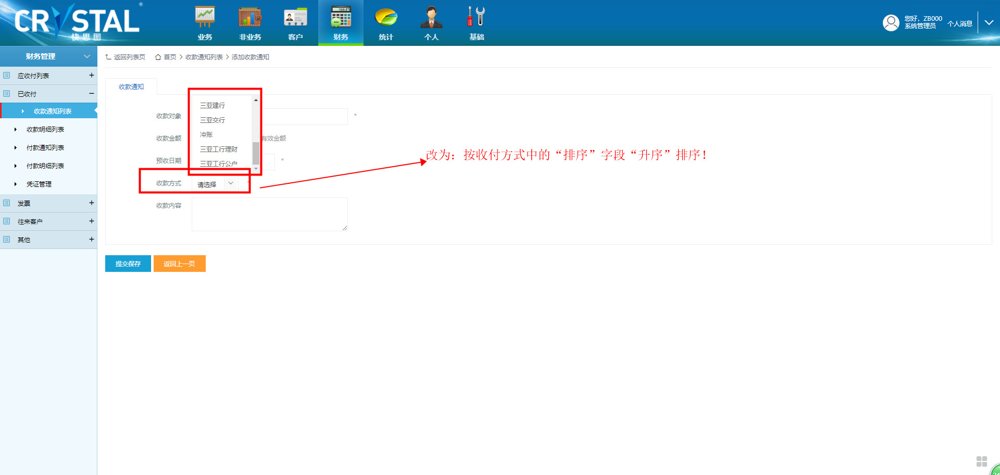 CRYSTAL ®
快思图
业务
非业务
客户
财务
统计
个人
基础
您好，ZB000
系统管理员
个人消息
财务管理
返回列表页 首页 收款通知列表 添加收款通知
应收付列表
已收付
收款通知列表
收款明细列表
付款通知列表
付款明细列表
凭证管理
发票
往来客户
其他
收款通知
三亚建行
三亚交行
冲账
三亚工行理财
三亚工行公户
收款对象 *
收款金额 有效金额
预收日期 *
收款方式 请选择 *
收款内容
改为：按收付方式中的“排序”字段“升序”排序！
提交保存
返回上一页